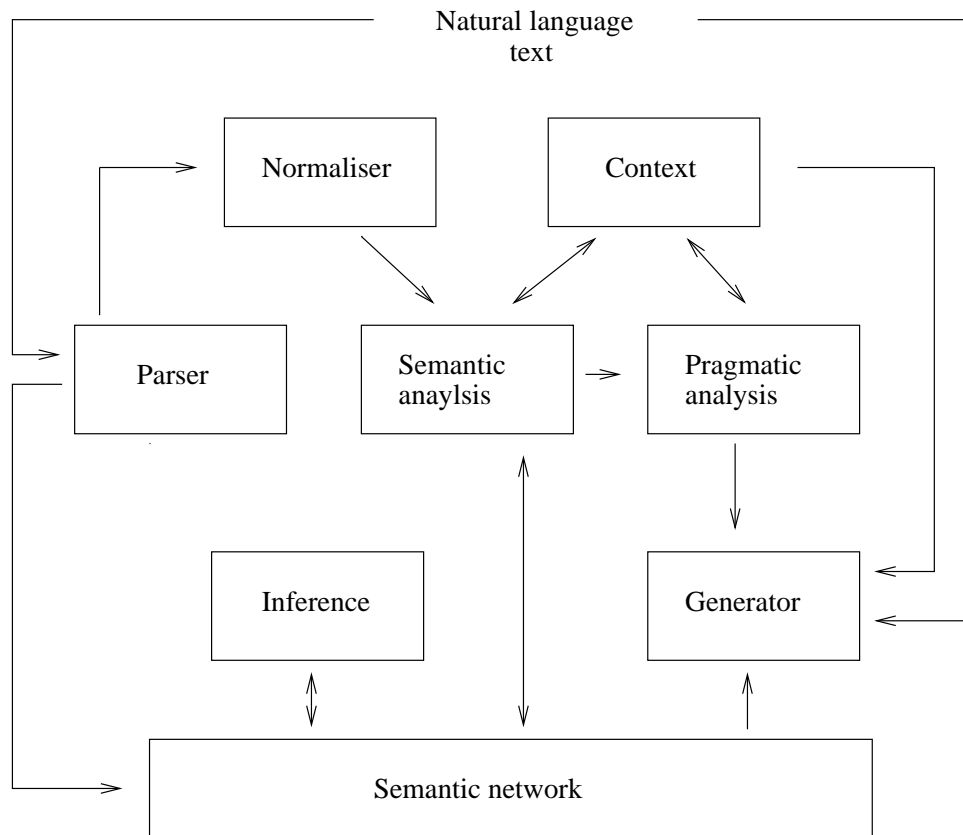 Natural language
text
Normaliser
Context
Parser
Semantic
anaylsis
Pragmatic
analysis
Inference
Generator
Semantic network